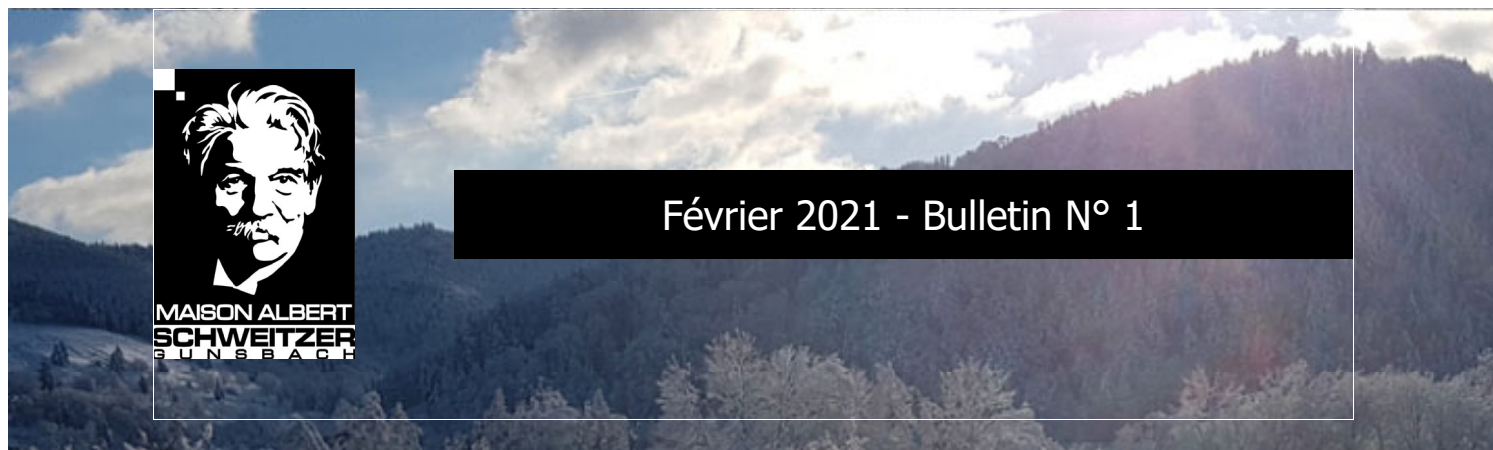 MAISON ALBERT
SCHWEITZER
GUNSBACH
Février 2021 - Bulletin N° 1